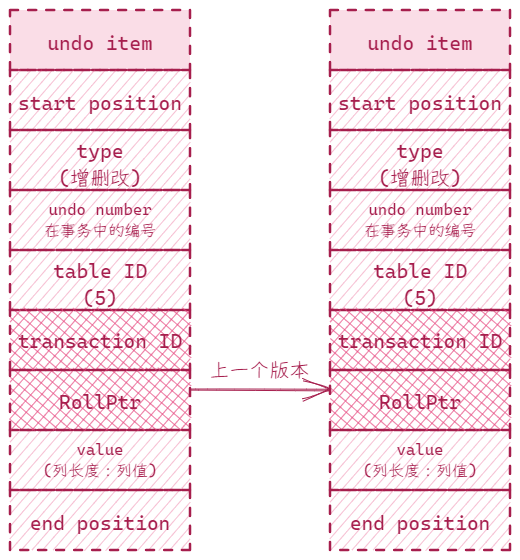 undo item
start position
type
(增删改)
undo number
在事务中的编号
table ID
(5)
transaction ID
RollPtr
value
(列长度：列值)
end position
上一个版本
undo item
start position
type
(增删改)
undo number
在事务中的编号
table ID
(5)
transaction ID
RollPtr
value
(列长度：列值)
end position